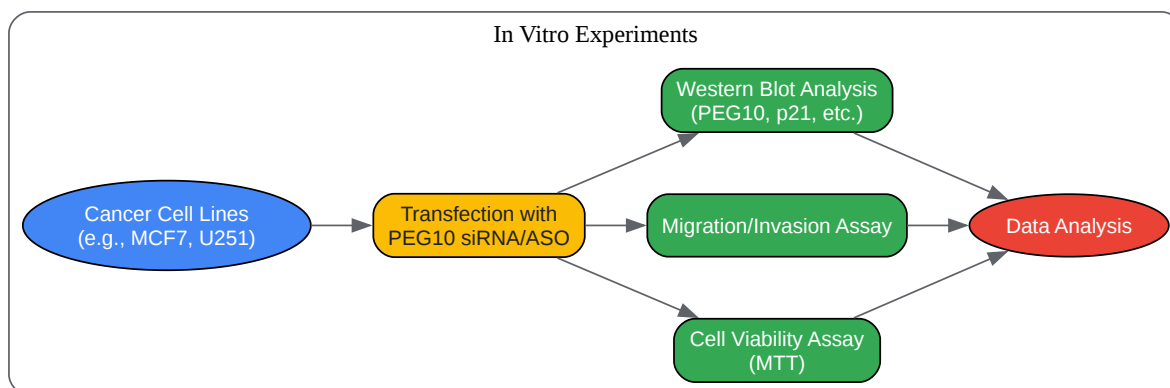 In Vitro Experiments
Cancer Cell Lines
(e.g., MCF7, U251)
Transfection with
PEG10 siRNA/ASO
Western Blot Analysis
(PEG10, p21, etc.)
Migration/Invasion Assay
Cell Viability Assay
(MTT)
Data Analysis